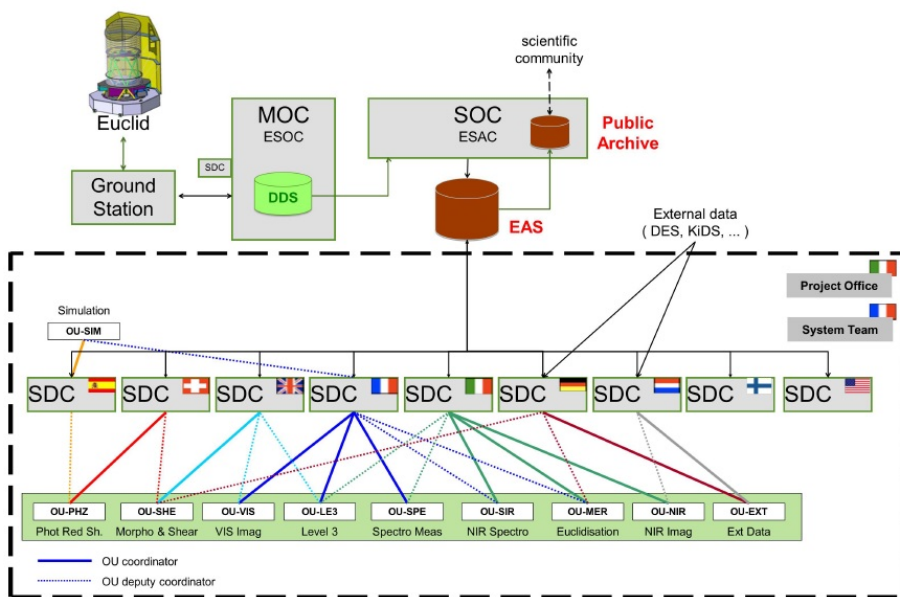 scientific
community
Euclid
MOC
ESOC
SOC
ESAC
Public
Archive
SDC
Ground
Station
DDS
EAS
External data
( DES, KiDS, ... )
Project Office
System Team
Simulation
OU-SIM
SDC SDC SDC SDC SDC SDC SDC SDC SDC
OU-PHZ OU-SHE OU-VIS OU-LE3 OU-SPE OU-SIR OU-MER OU-NIR OU-EXT
Phot Red Sh. Morpho & Shear VIS Imag Level 3 Spectro Meas NIR Spectro Euclidisation NIR Imag Ext Data
OU coordinator
OU deputy coordinator